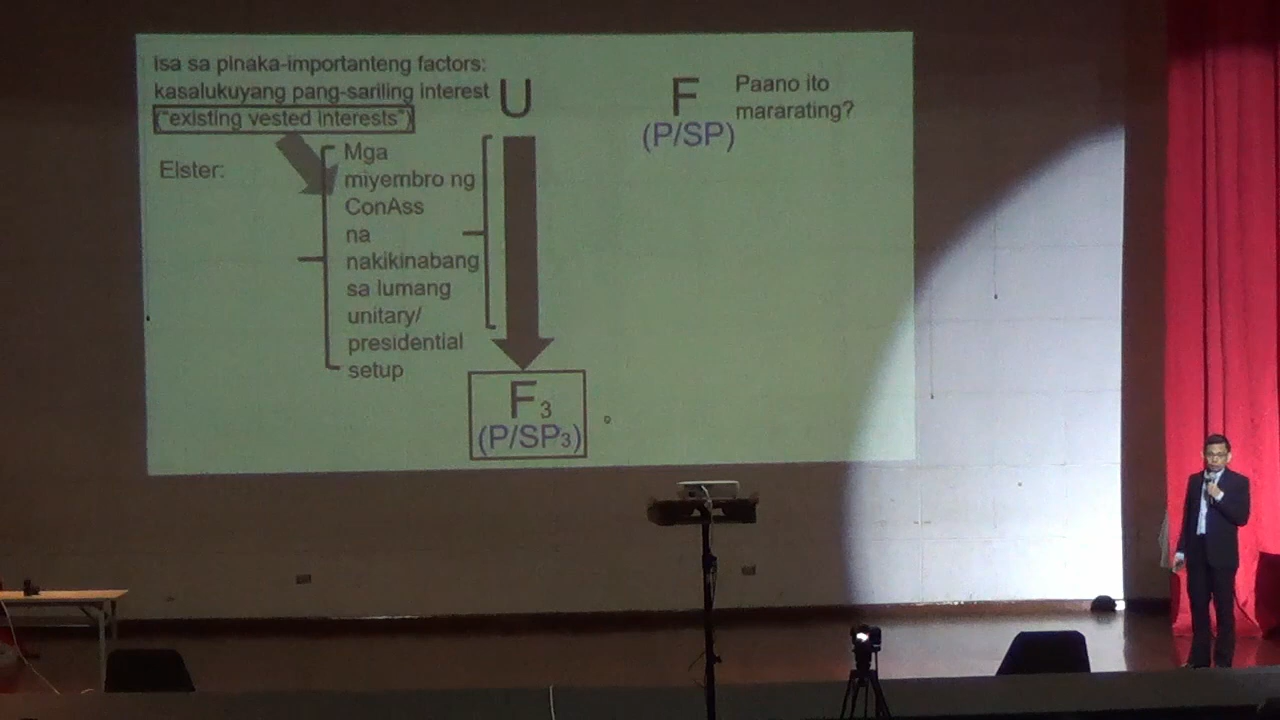 Isa sa pinaka-importanteng factors:
kasalukuyang pang-sariling interest
("existing vested interests")
U
F
(P/SP)
Paano ito
mararating?
Elster:
Mga
miyembro ng
ConAss
na
nakikinabang
sa lumang
unitary/
presidential
setup
F3
(P/SP3)